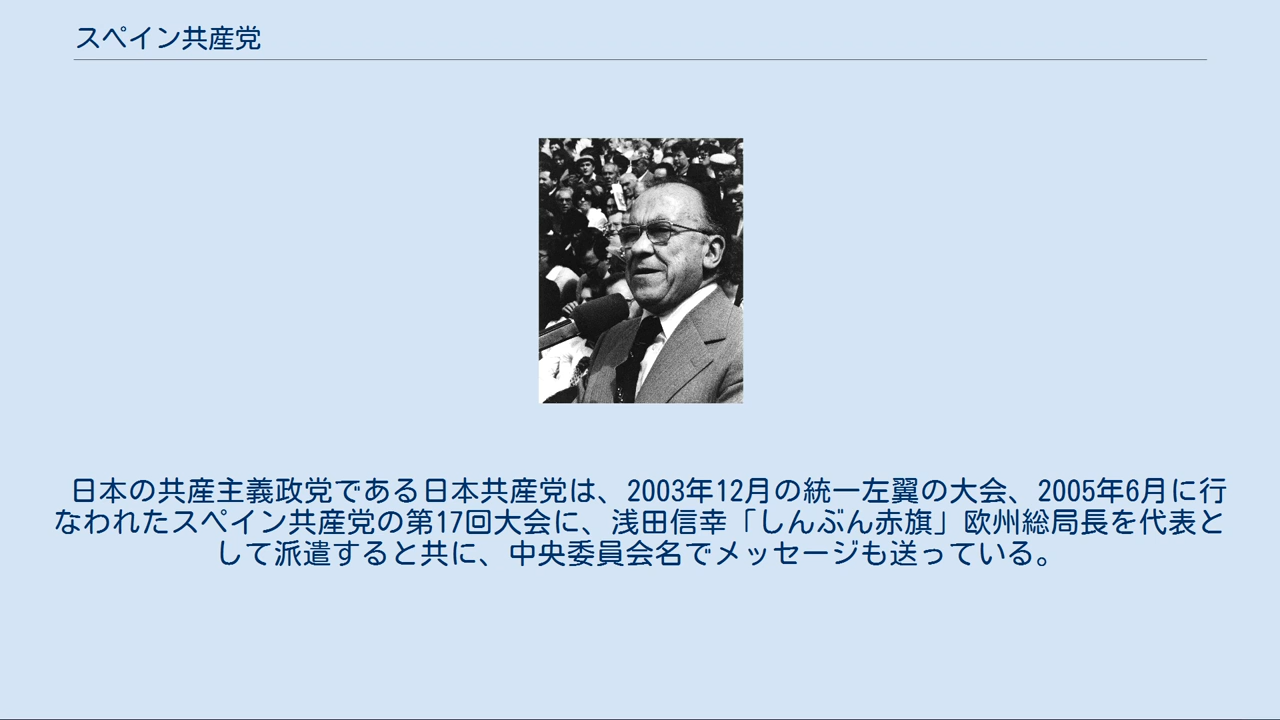 スペイン共産党
日本の共産主義政党である日本共産党は、2003年12月の統一左翼の大会、2005年6月に行
なわれたスペイン共産党の第17回大会に、浅田信幸「しんぶん赤旗」欧州総局長を代表と
して派遣すると共に、中央委員会名でメッセージも送っている。